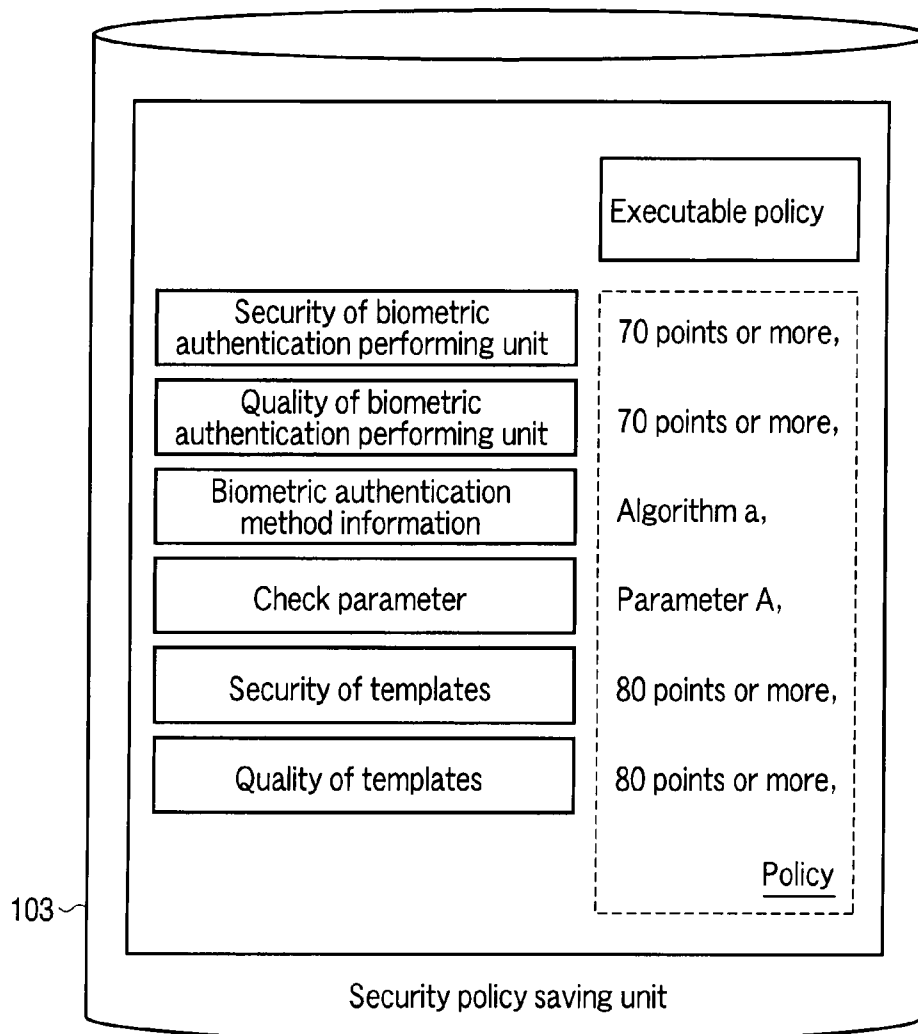 Executable policy
Security of biometric
authentication performing unit
70 points or more,
Quality of biometric
authentication performing unit
70 points or more,
Biometric authentication
method information
Algorithm a,
Check parameter
Parameter A,
Security of templates
80 points or more,
Quality of templates
80 points or more,
Policy
103
Security policy saving unit